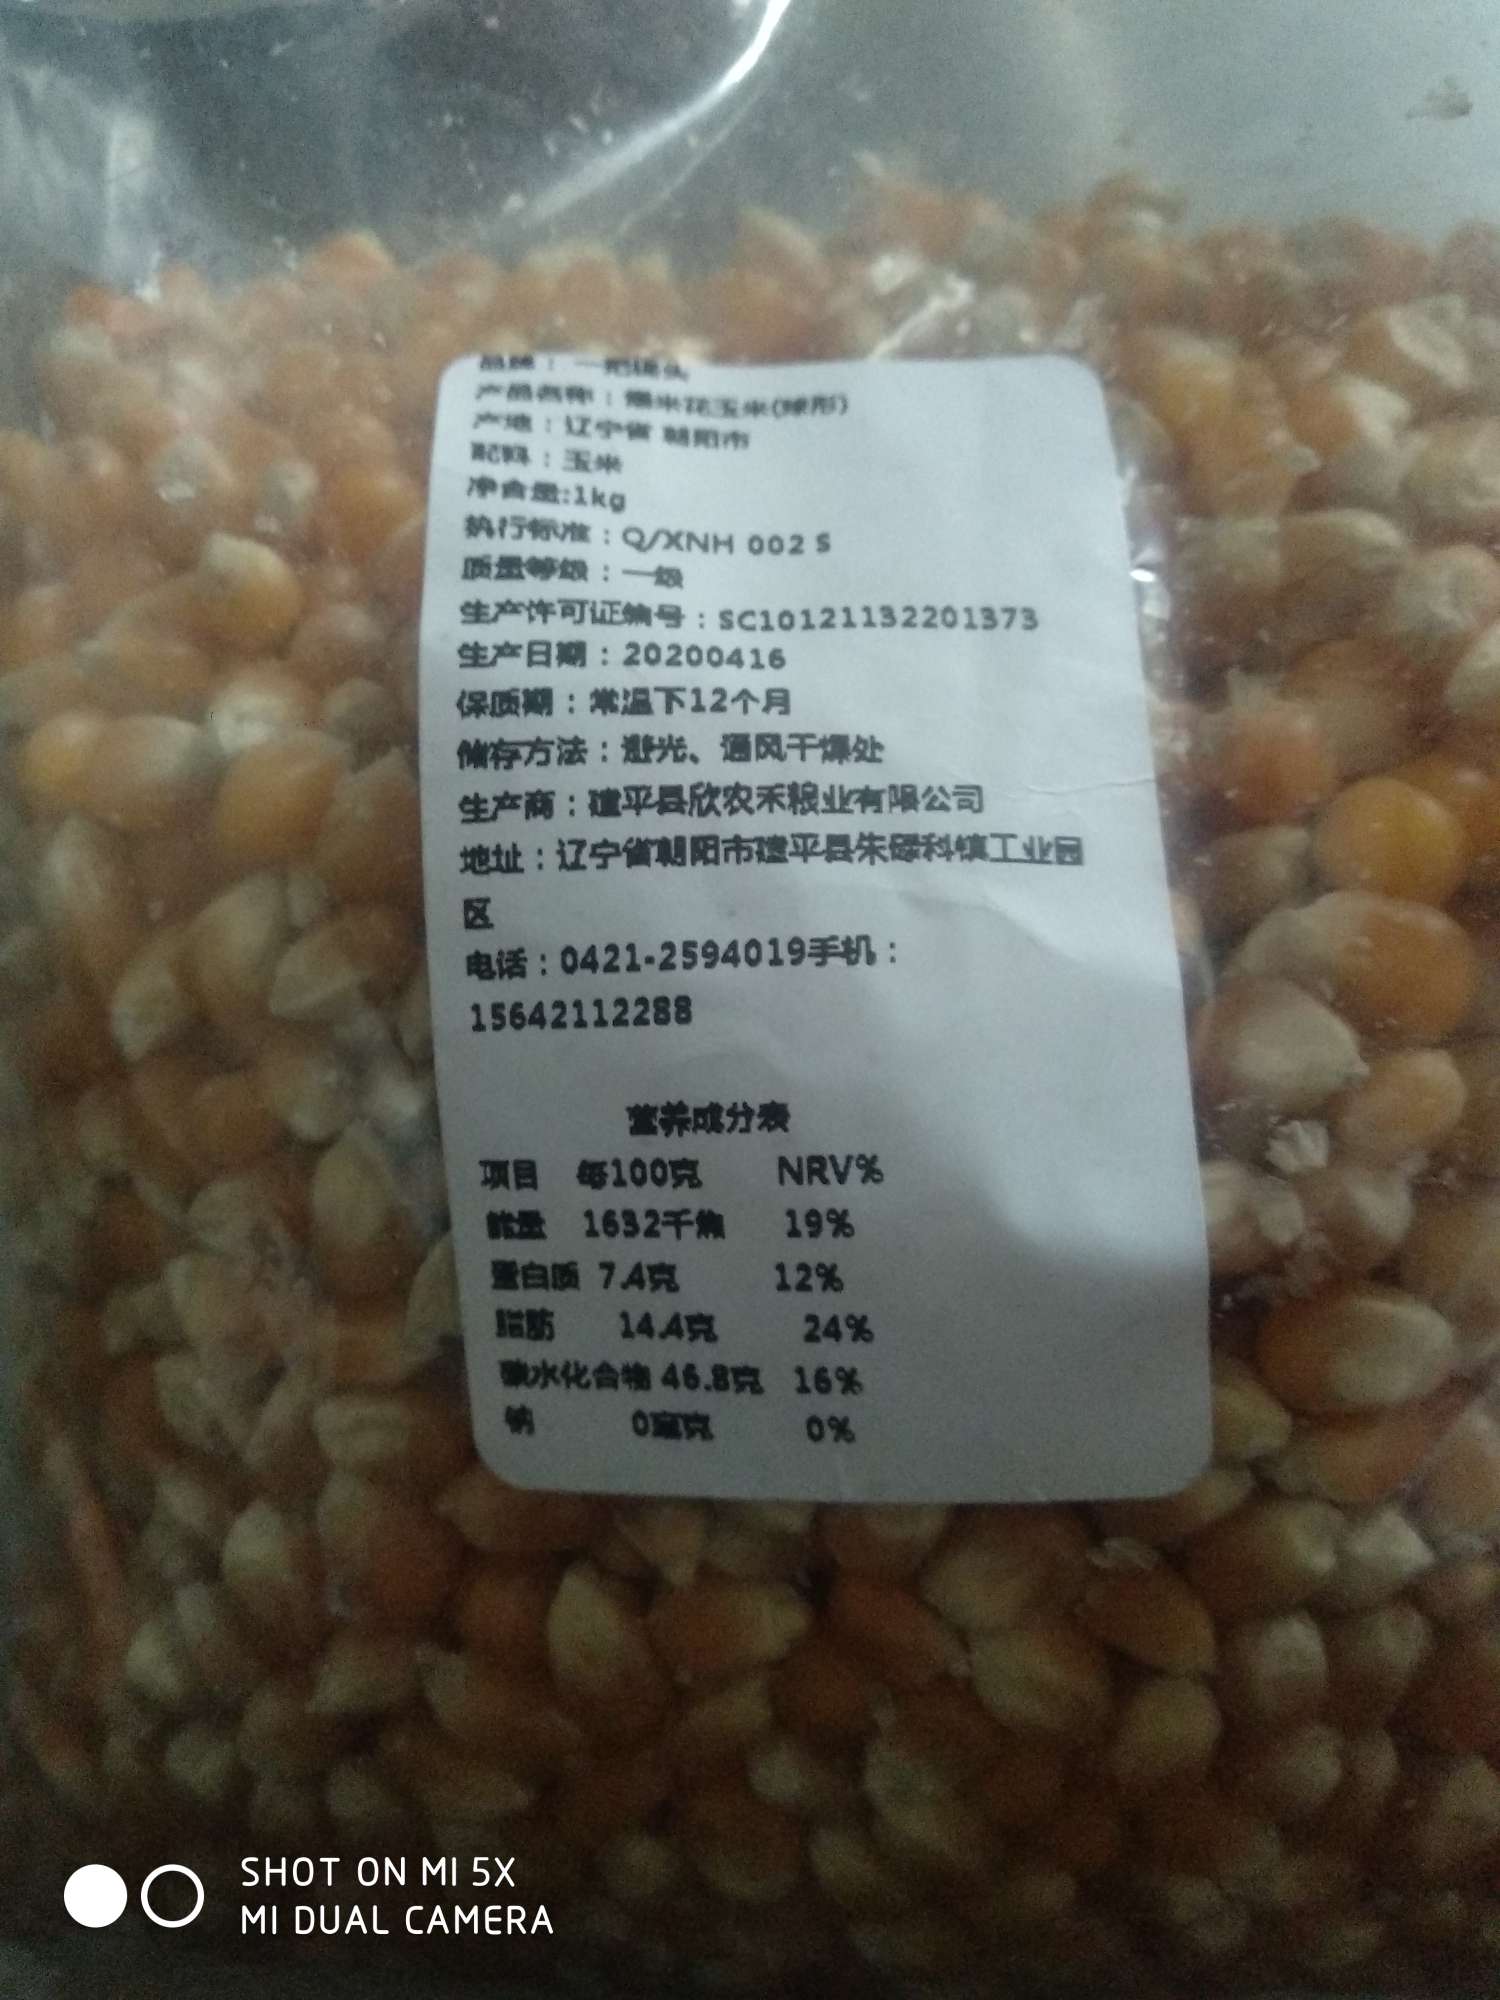 品牌：一把锄头
产品名称：爆米花玉米(球形)
产地：辽宁省 朝阳市
配料：玉米
净含量:1kg
执行标准：Q/XNH 002 S
质量等级：一级
生产许可证编号：SC10121132201373
生产日期：20200416
保质期：常温下12个月
储存方法：避光、通风干燥处
生产商：建平县欣农禾粮业有限公司
地址：辽宁省朝阳市建平县朱碌科镇工业园
区
电话：0421-2594019手机：
15642112288
营养成分表
项目 每100克 NRV%
能量 1632千焦 19%
蛋白质 7.4克 12%
脂肪 14.4克 24%
碳水化合物 46.8克 16%
钠 0毫克 0%
SHOT ON MI 5X
MI DUAL CAMERA